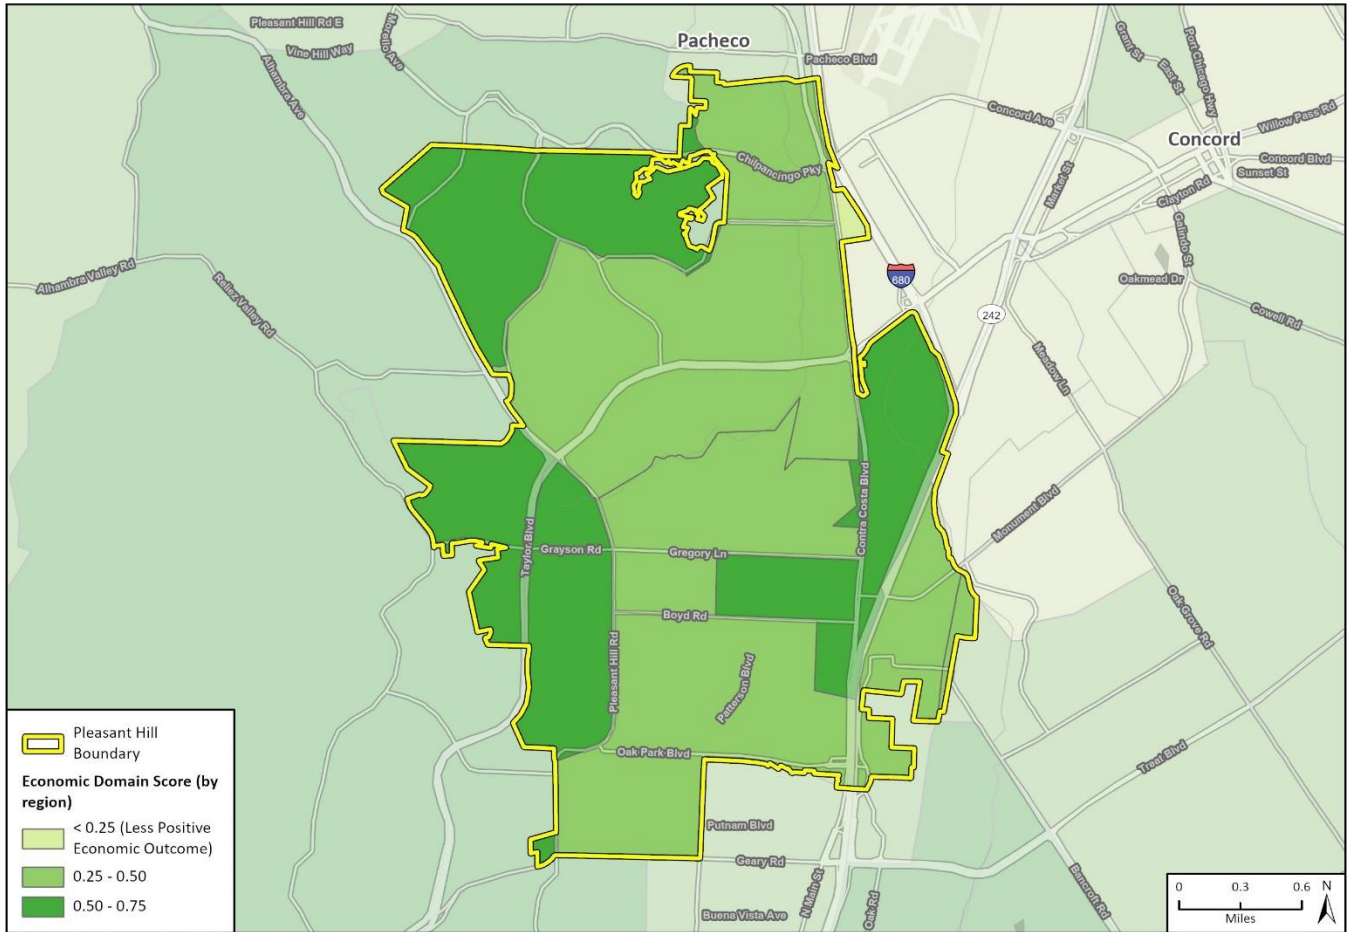 Pleasant Hill Rd E
Morello Ave
Vine Hill Way
Alhambra Ave
Pacheco
Pacheco Blvd
Grant St
East St
Port Chicago Hwy
Willow Pass Rd
Concord Ave
Concord
Concord Blvd
Sunset St
Market St
Clayton Rd
Galindo St
Chilpancingo Pky
Alhambra Valley Rd
Reliez Valley Rd
680
242
Oakmead Dr
Cowell Rd
Meadow Ln
Contra Costa Blvd
Monument Blvd
Taylor Blvd
Grayson Rd
Gregory Ln
Boyd Rd
Pleasant Hill Rd
Patterson Blvd
Oak Grove Rd
Oak Park Blvd
Treat Blvd
Putnam Blvd
Geary Rd
N Main St
Oak Rd
Bancroft Rd
Buena Vista Ave
Pleasant Hill
Boundary
Economic Domain Score (by
region)
< 0.25 (Less Positive
Economic Outcome)
0.25 - 0.50
0.50 - 0.75
0 0.3 0.6
Miles
N